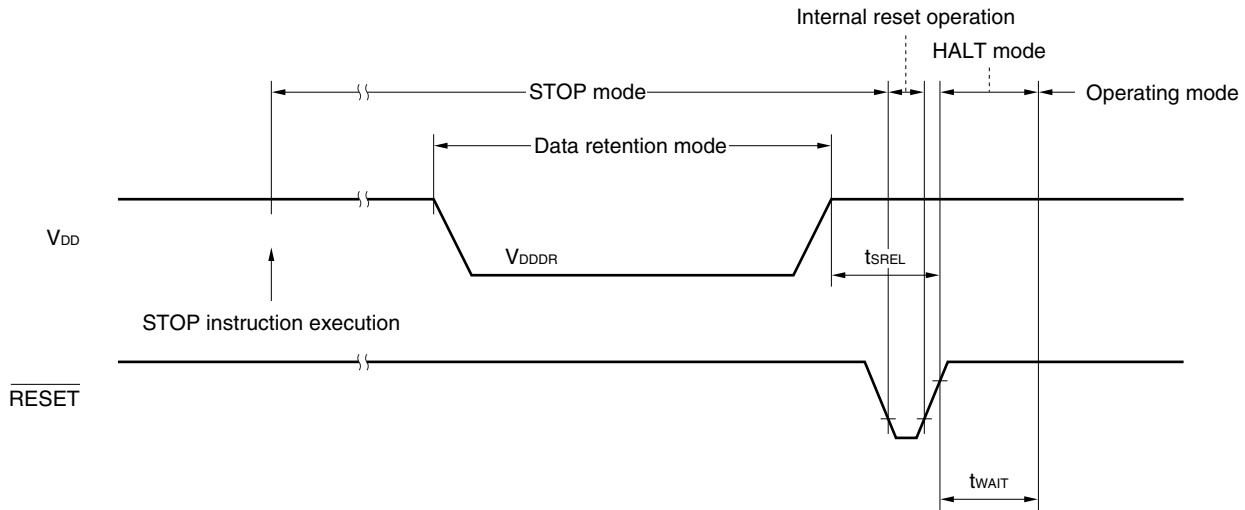 Internal reset operation
HALT mode
STOP mode
Operating mode
Data retention mode
VDD
VDDDR
tSREL
STOP instruction execution
RESET
tWAIT